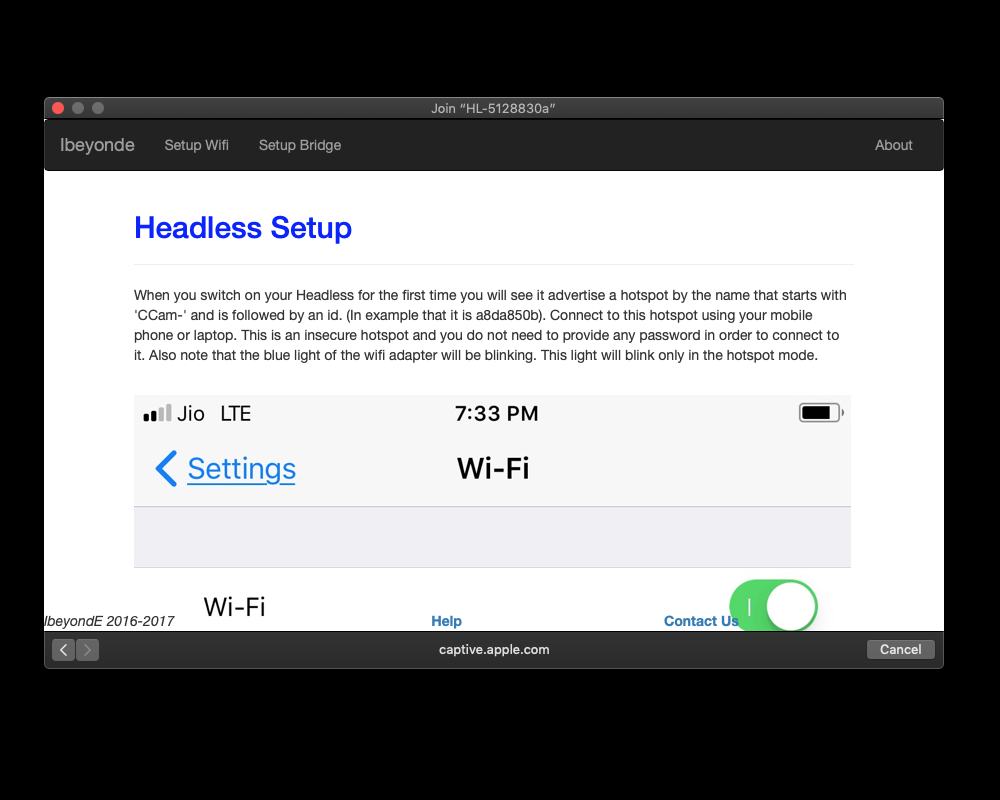 Join “HL-5128830a”
Ibeyonde Setup Wifi Setup Bridge About
Headless Setup
When you switch on your Headless for the first time you will see it advertise a hotspot by the name that starts with
'CCam-' and is followed by an id. (In example that it is a8da850b). Connect to this hotspot using your mobile
phone or laptop. This is an insecure hotspot and you do not need to provide any password in order to connect to
it. Also note that the blue light of the wifi adapter will be blinking. This light will blink only in the hotspot mode.
Jio LTE 7:33 PM
Settings Wi-Fi
Wi-Fi
IbeyondE 2016-2017 Help Contact Us
captive.apple.com Cancel